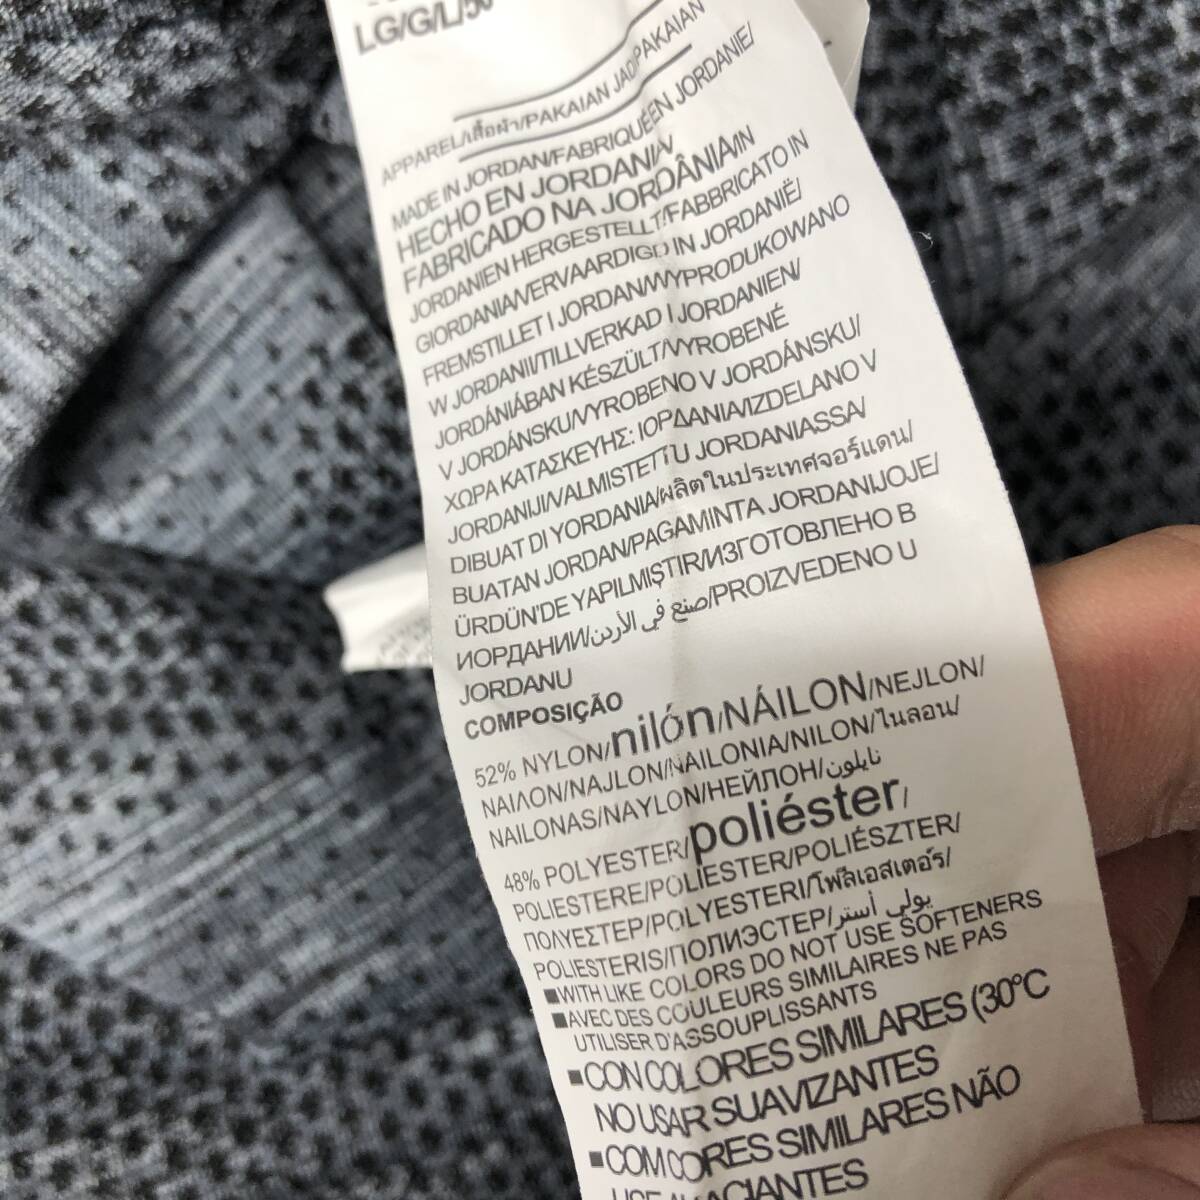 LG/G/L/50
APPAREL/เสื้อผ้า/PAKAIAN JADI/PAKAIAN
MADE IN JORDAN/FABRIQUÉ EN JORDANIE/
HECHO EN JORDANIA/
FABRICADO NA JORDÂNIA/IN
JORDANIEN HERGESTELLT/FABBRICATO IN
GIORDANIA/VERVAARDIGD IN JORDANIË/
FREMSTILLET I JORDAN/WYPRODUKOWANO
W JORDANII/TILLVERKAD I JORDANIEN/
JORDÁNIÁBAN KÉSZÜLT/VYROBENÉ
V JORDÁNSKU/VYROBENO V JORDÁNSKU/
ΧΩΡΑ ΚΑΤΑΣΚΕΥΗΣ: ΙΟΡΔΑΝΙΑ/IZDELANO V
JORDANIJI/VALMISTETTU JORDANIASSA/
DIBUAT DI YORDANIA/ผลิตในประเทศจอร์แดน/
BUATAN JORDAN/PAGAMINTA JORDANIJOJE/
ÜRDÜN'DE YAPILMIŞTIR/ИЗГОТОВЛЕНО В
ИОРДАНИИ/صنع في الأردن/PROIZVEDENO U
JORDANU
COMPOSIÇÃO
52% NYLON/nilón/NÁILON/NEJLON/
ΝΑΙΛΟΝ/NAJLON/NAILONIA/NILON/ไนลอน/
NAILONAS/NAYLON/НЕЙЛОН/نايلون
48% POLYESTER/poliéster/
POLIESTERE/POLIESTER/POLIÉSZTER/
ΠΟΛΥΕΣΤΕΡ/POLYESTERI/โพลีเอสเตอร์/
POLIESTERIS/ПОЛИЭСТЕР/بولي أستر
■WITH LIKE COLORS DO NOT USE SOFTENERS
■AVEC DES COULEURS SIMILAIRES NE PAS
UTILISER D'ASSOUPLISSANTS
■CON COLORES SIMILARES (30°C
NO USAR SUAVIZANTES
■COM CORES SIMILARES NÃO
USE AMACIANTES